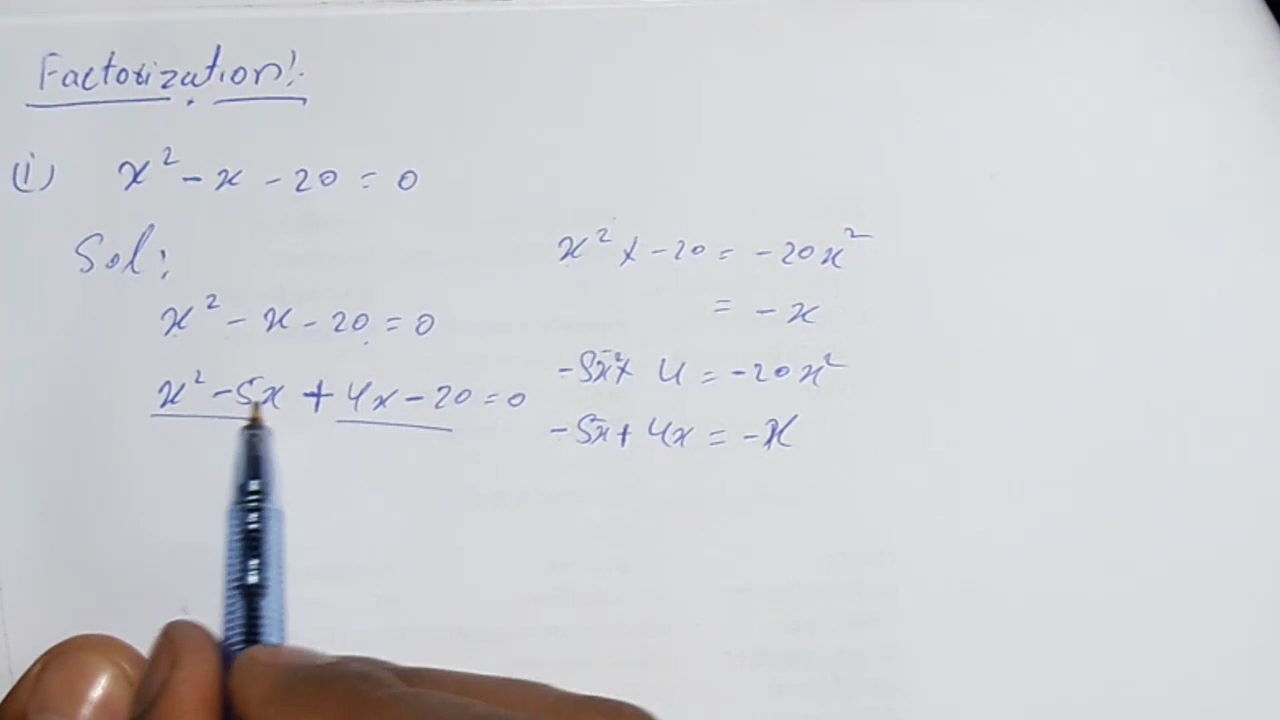 Factorization:
(i) x² - x - 20 = 0
Sol:
x² - x - 20 = 0
x² - 5x + 4x - 20 = 0
x² × -20 = -20x²
= -x
-5x² × 4 = -20x²
-5x + 4x = -x